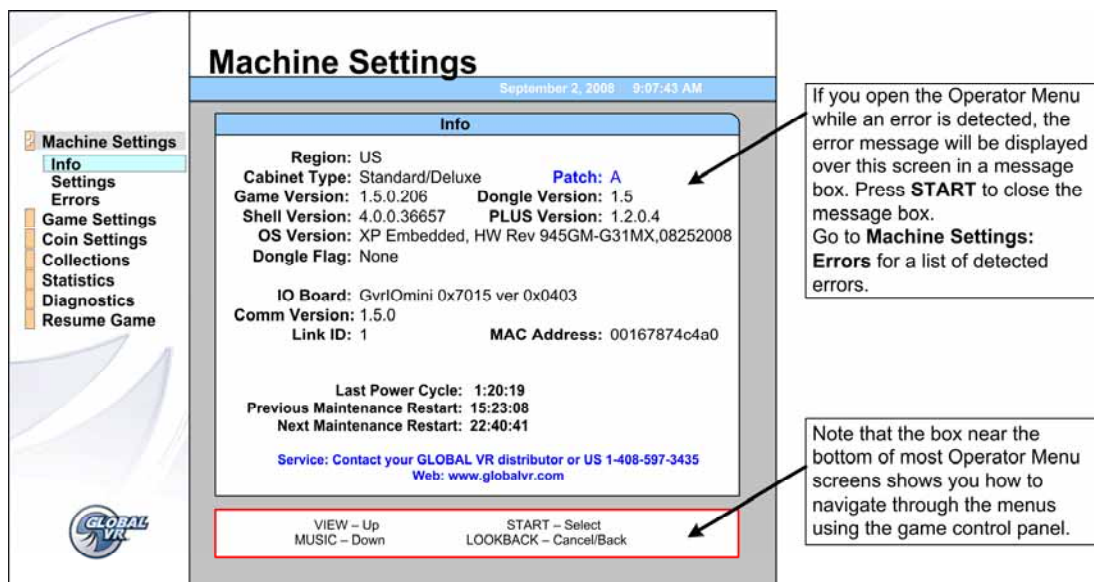 Machine Settings
September 2, 2008 9:07:43 AM
Machine Settings
Info
Settings
Errors
Game Settings
Coin Settings
Collections
Statistics
Diagnostics
Resume Game
GLOBAL
VR
Info
Region: US
Cabinet Type: Standard/Deluxe Patch: A
Game Version: 1.5.0.206 Dongle Version: 1.5
Shell Version: 4.0.0.36657 PLUS Version: 1.2.0.4
OS Version: XP Embedded, HW Rev 945GM-G31MX,08252008
Dongle Flag: None
IO Board: GvrIOmini 0x7015 ver 0x0403
Comm Version: 1.5.0
Link ID: 1 MAC Address: 00167874c4a0
Last Power Cycle: 1:20:19
Previous Maintenance Restart: 15:23:08
Next Maintenance Restart: 22:40:41
Service: Contact your GLOBAL VR distributor or US 1-408-597-3435
Web: www.globalvr.com
VIEW – Up START – Select
MUSIC – Down LOOKBACK – Cancel/Back
If you open the Operator Menu
while an error is detected, the
error message will be displayed
over this screen in a message
box. Press START to close the
message box.
Go to Machine Settings:
Errors for a list of detected
errors.
Note that the box near the
bottom of most Operator Menu
screens shows you how to
navigate through the menus
using the game control panel.